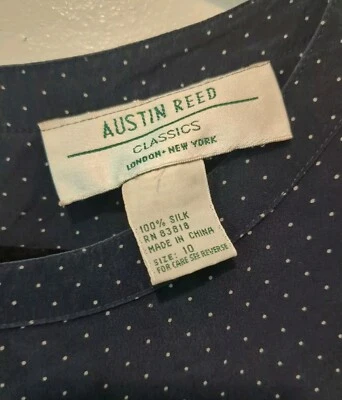 AUSTIN REED
CLASSICS
LONDON • NEW YORK
100% SILK
RN 83818
MADE IN CHINA
SIZE: 10
FOR CARE SEE REVERSE